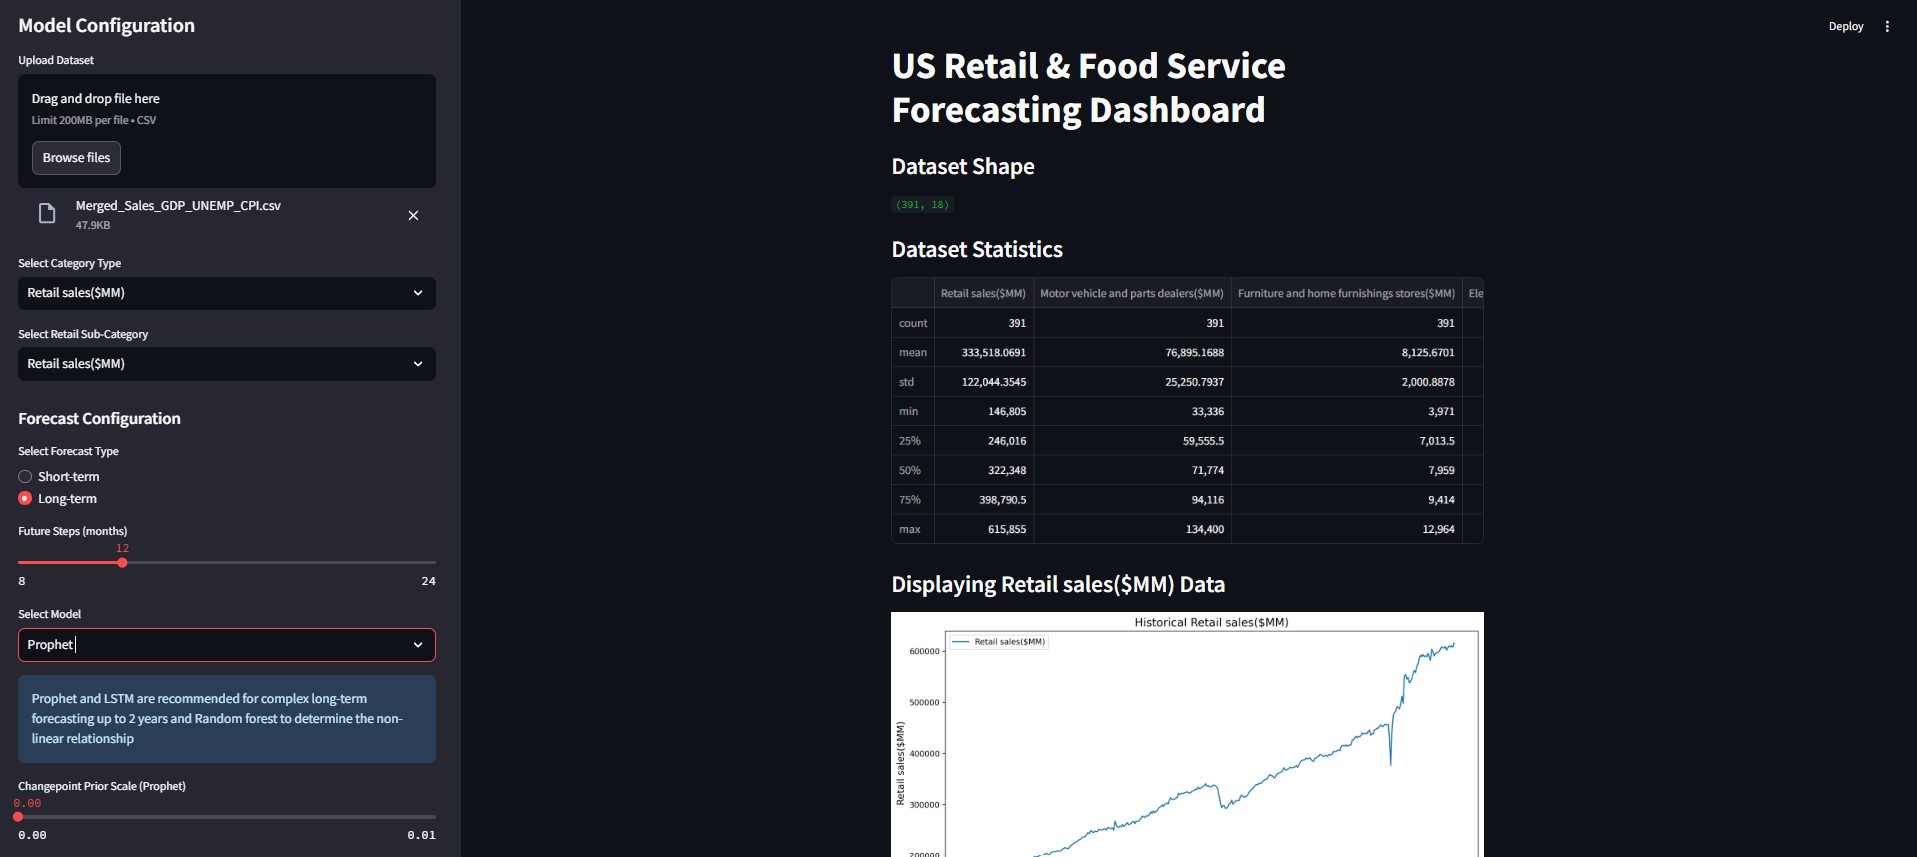 Model Configuration
Upload Dataset
Drag and drop file here
Limit 200MB per file • CSV
Browse files
Merged_Sales_GDP_UNEMP_CPI.csv
47.9KB
Select Category Type
Retail sales($MM)
Select Retail Sub-Category
Retail sales($MM)
Forecast Configuration
Select Forecast Type
Short-term
Long-term
Future Steps (months)
12
8 24
Select Model
Prophet
Prophet and LSTM are recommended for complex long-term
forecasting up to 2 years and Random forest to determine the non-
linear relationship
Changepoint Prior Scale (Prophet)
0.00
0.00 0.01
Deploy
US Retail & Food Service
Forecasting Dashboard
Dataset Shape
(391, 18)
Dataset Statistics
Retail sales($MM) Motor vehicle and parts dealers($MM) Furniture and home furnishings stores($MM) Ele
count 391 391 391
mean 333,518.0691 76,895.1688 8,125.6701
std 122,044.3545 25,250.7937 2,000.8878
min 146,805 33,336 3,971
25% 246,016 59,555.5 7,013.5
50% 322,348 71,774 7,959
75% 398,790.5 94,116 9,414
max 615,855 134,400 12,964
Displaying Retail sales($MM) Data
Historical Retail sales($MM)
Retail sales($MM)
600000
500000
400000
300000
200000
Retail sales($MM)